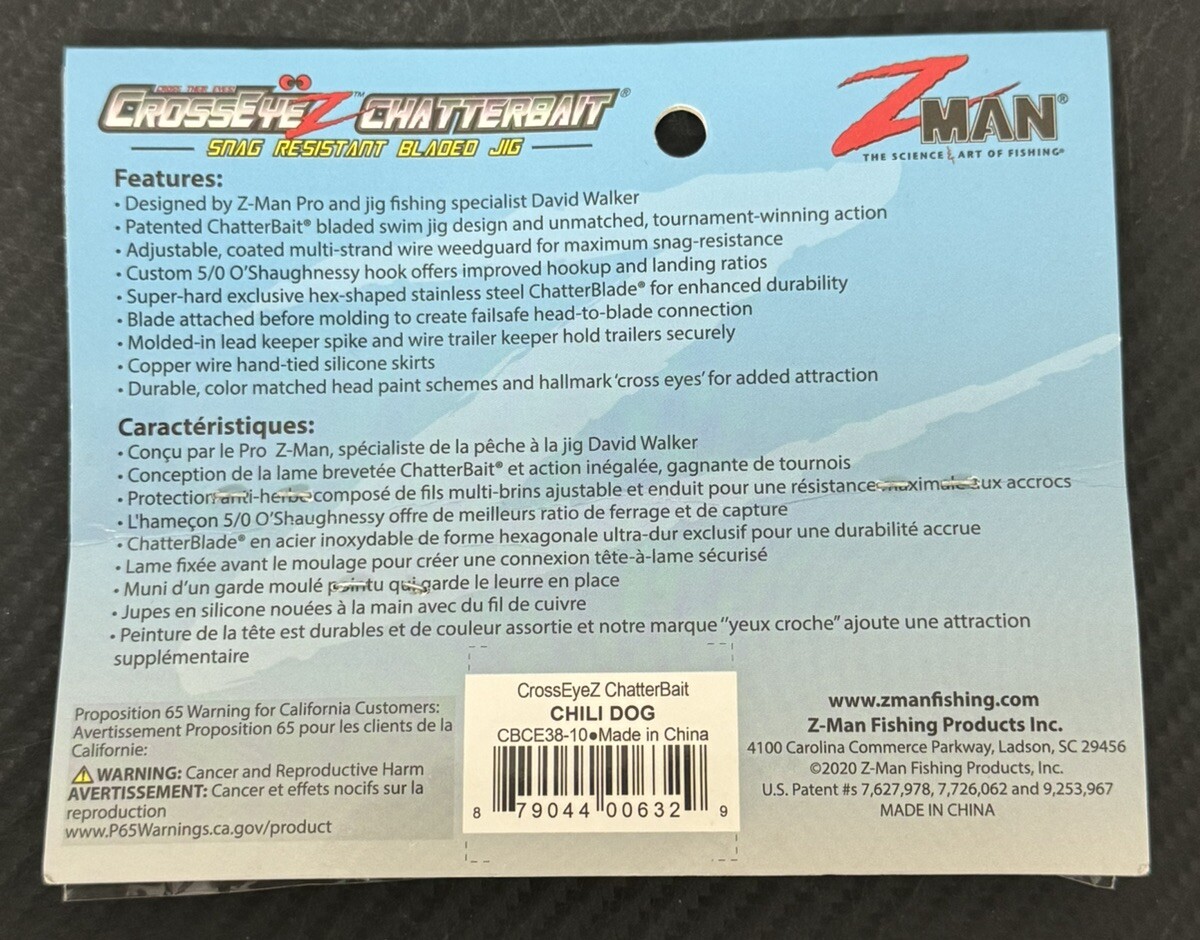 CROSS THEIR EYES!
CROSSEYEZ™ CHATTERBAIT®
SNAG RESISTANT BLADED JIG
ZMAN®
THE SCIENCE & ART OF FISHING®
Features:
• Designed by Z-Man Pro and jig fishing specialist David Walker
• Patented ChatterBait® bladed swim jig design and unmatched, tournament-winning action
• Adjustable, coated multi-strand wire weedguard for maximum snag-resistance
• Custom 5/0 O'Shaughnessy hook offers improved hookup and landing ratios
• Super-hard exclusive hex-shaped stainless steel ChatterBlade® for enhanced durability
• Blade attached before molding to create failsafe head-to-blade connection
• Molded-in lead keeper spike and wire trailer keeper hold trailers securely
• Copper wire hand-tied silicone skirts
• Durable, color matched head paint schemes and hallmark 'cross eyes' for added attraction
Caractéristiques:
• Conçu par le Pro Z-Man, spécialiste de la pêche à la jig David Walker
• Conception de la lame brevetée ChatterBait® et action inégalée, gagnante de tournois
• Protection anti-herbe composé de fils multi-brins ajustable et enduit pour une résistance maximale aux accrocs
• L'hameçon 5/0 O'Shaughnessy offre de meilleurs ratio de ferrage et de capture
• ChatterBlade® en acier inoxydable de forme hexagonale ultra-dur exclusif pour une durabilité accrue
• Lame fixée avant le moulage pour créer une connexion tête-à-lame sécurisé
• Muni d'un garde moulé pointu qui garde le leurre en place
• Jupes en silicone nouées à la main avec du fil de cuivre
• Peinture de la tête est durables et de couleur assortie et notre marque "yeux croche" ajoute une attraction
supplémentaire
Proposition 65 Warning for California Customers:
Avertissement Proposition 65 pour les clients de la
Californie:
⚠ WARNING: Cancer and Reproductive Harm
AVERTISSEMENT: Cancer et effets nocifs sur la
reproduction
www.P65Warnings.ca.gov/product
CrossEyeZ ChatterBait
CHILI DOG
CBCE38-10●Made in China
8 79044 00632 9
www.zmanfishing.com
Z-Man Fishing Products Inc.
4100 Carolina Commerce Parkway, Ladson, SC 29456
©2020 Z-Man Fishing Products, Inc.
U.S. Patent #s 7,627,978, 7,726,062 and 9,253,967
MADE IN CHINA